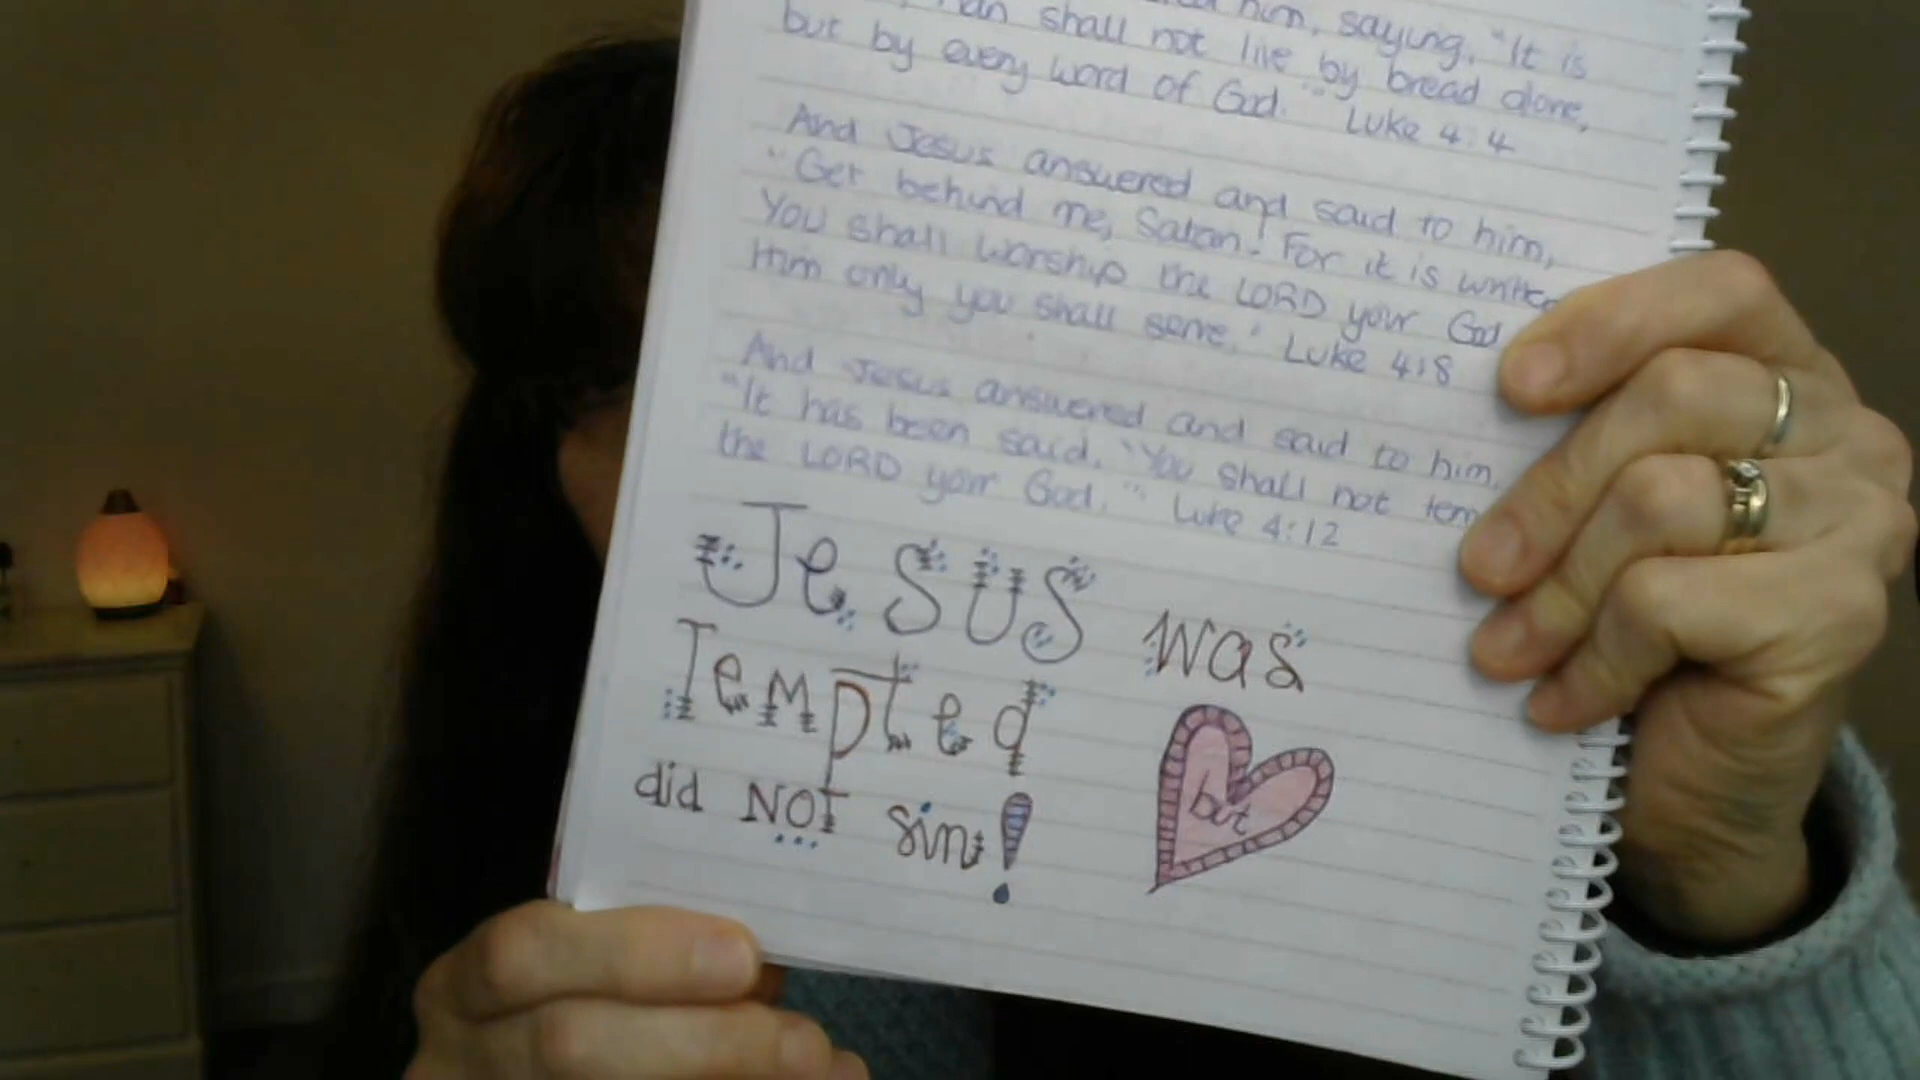 him, saying, "It is
Man shall not live by bread alone,
but by every word of God.'" Luke 4:4
And Jesus answered and said to him,
"Get behind me, Satan! For it is written
You shall worship the LORD your God
Him only you shall serve.' Luke 4:8
And Jesus answered and said to him,
"It has been said, 'You shall not tem
the LORD your God.'" Luke 4:12
Jesus was
Tempted but
did NOT sin!